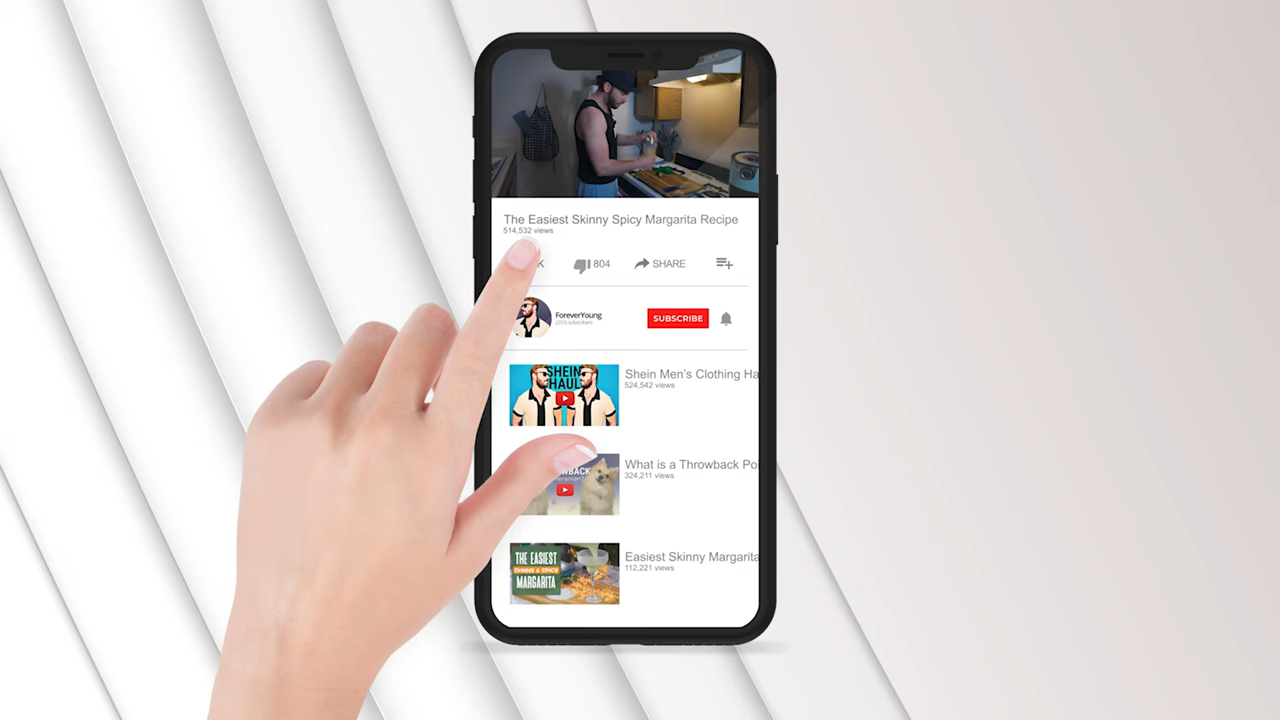 The Easiest Skinny Spicy Margarita Recipe
514,532 views
K
804
SHARE
ForeverYoung
SUBSCRIBE
SHEIN
HAUL
Shein Men's Clothing Ha
524,542 views
What is a Throwback Po
324,211 views
THE EASIEST
SKINNY & SPICY
MARGARITA
Easiest Skinny Margarita
112,221 views